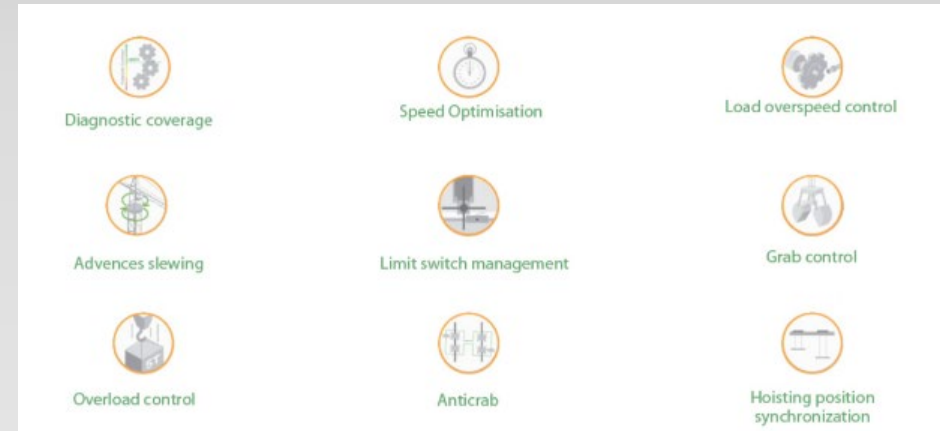 Diagnostic coverage
Speed Optimisation
Load overspeed control
Advences slewing
Limit switch management
Grab control
Overload control
Anticrab
Hoisting position
synchronization